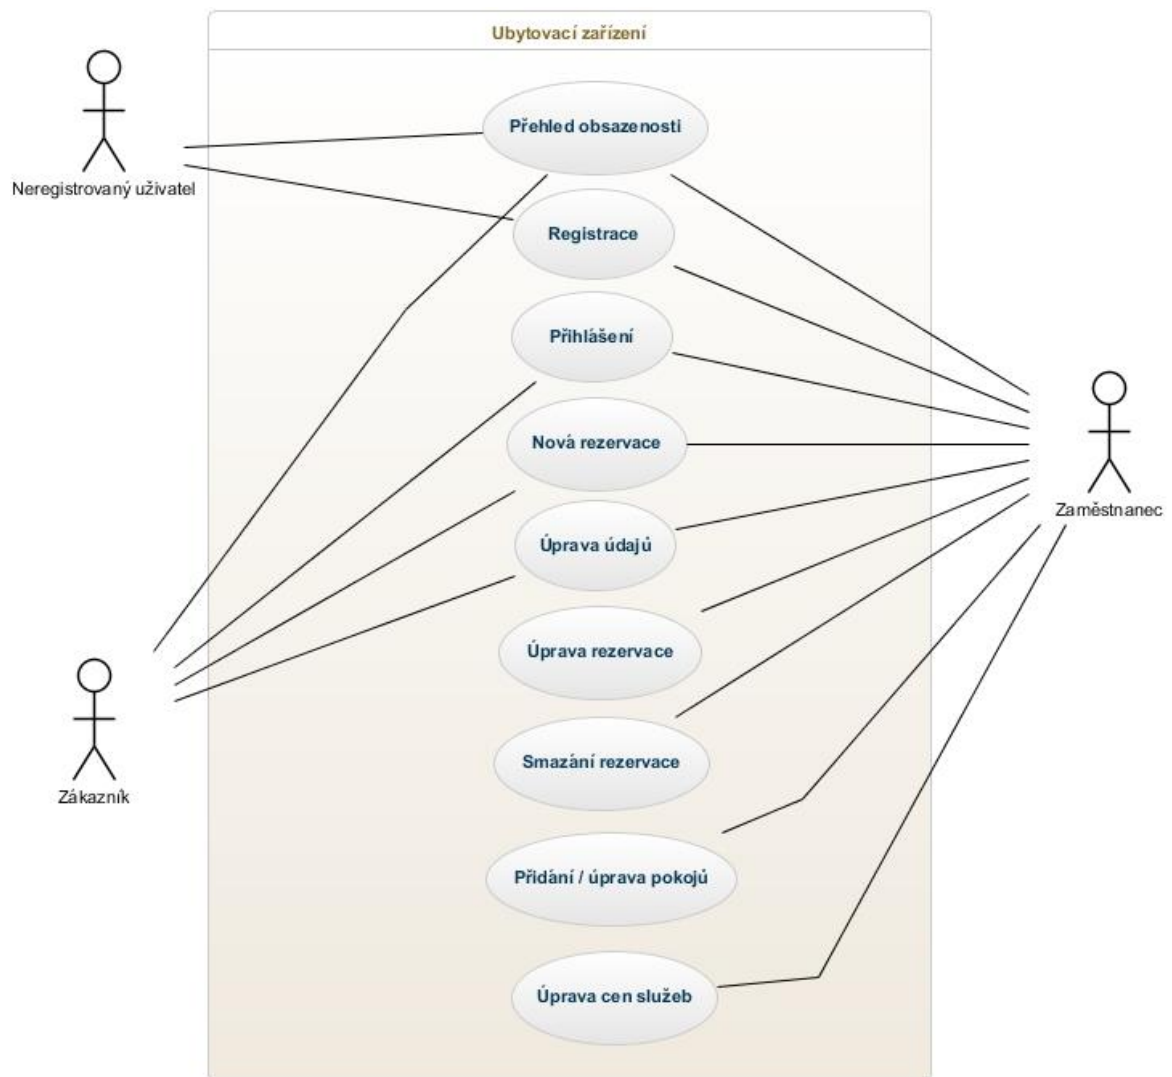 Ubytovací zařízení
Přehled obsazenosti
Neregistrovaný uživatel
Registrace
Přihlášení
Nová rezervace
Zaměstnanec
Úprava údajů
Úprava rezervace
Smazání rezervace
Zákazník
Přidání / úprava pokojů
Úprava cen služeb